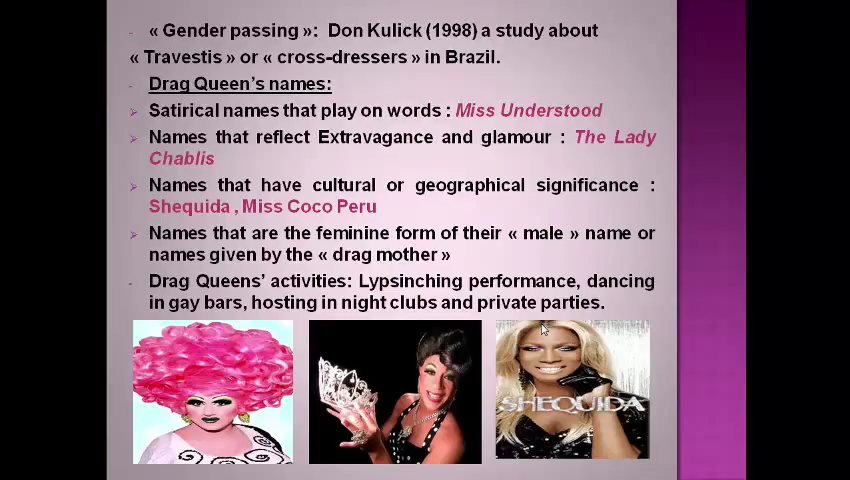 - « Gender passing »: Don Kulick (1998) a study about
« Travestis » or « cross-dressers » in Brazil.
- Drag Queen's names:
➢ Satirical names that play on words : Miss Understood
➢ Names that reflect Extravagance and glamour : The Lady
Chablis
➢ Names that have cultural or geographical significance :
Shequida , Miss Coco Peru
➢ Names that are the feminine form of their « male » name or
names given by the « drag mother »
- Drag Queens' activities: Lypsinching performance, dancing
in gay bars, hosting in night clubs and private parties.
SHEQUIDA